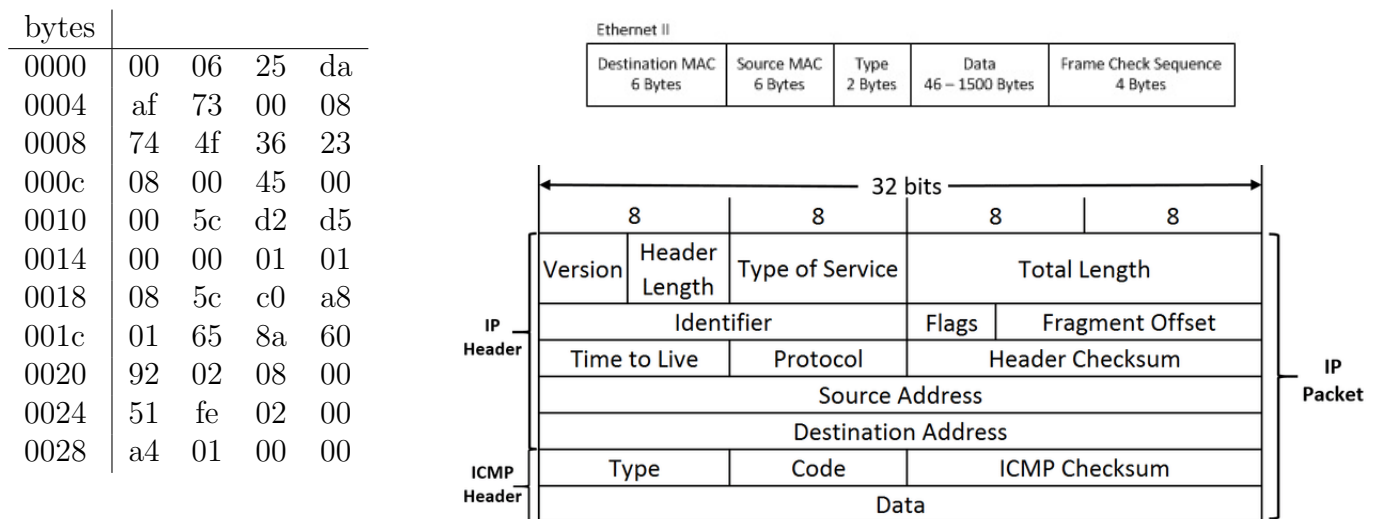 bytes
0000 00 06 25 da
0004 af 73 00 08
0008 74 4f 36 23
000c 08 00 45 00
0010 00 5c d2 d5
0014 00 00 01 01
0018 08 5c c0 a8
001c 01 65 8a 60
0020 92 02 08 00
0024 51 fe 02 00
0028 a4 01 00 00
Ethernet II
Destination MAC Source MAC Type Data Frame Check Sequence
6 Bytes 6 Bytes 2 Bytes 46 – 1500 Bytes 4 Bytes
32 bits
8 8 8 8
Version Header Length Type of Service Total Length
Identifier Flags Fragment Offset
Time to Live Protocol Header Checksum
Source Address
Destination Address
Type Code ICMP Checksum
Data
IP
Header
ICMP
Header
IP
Packet